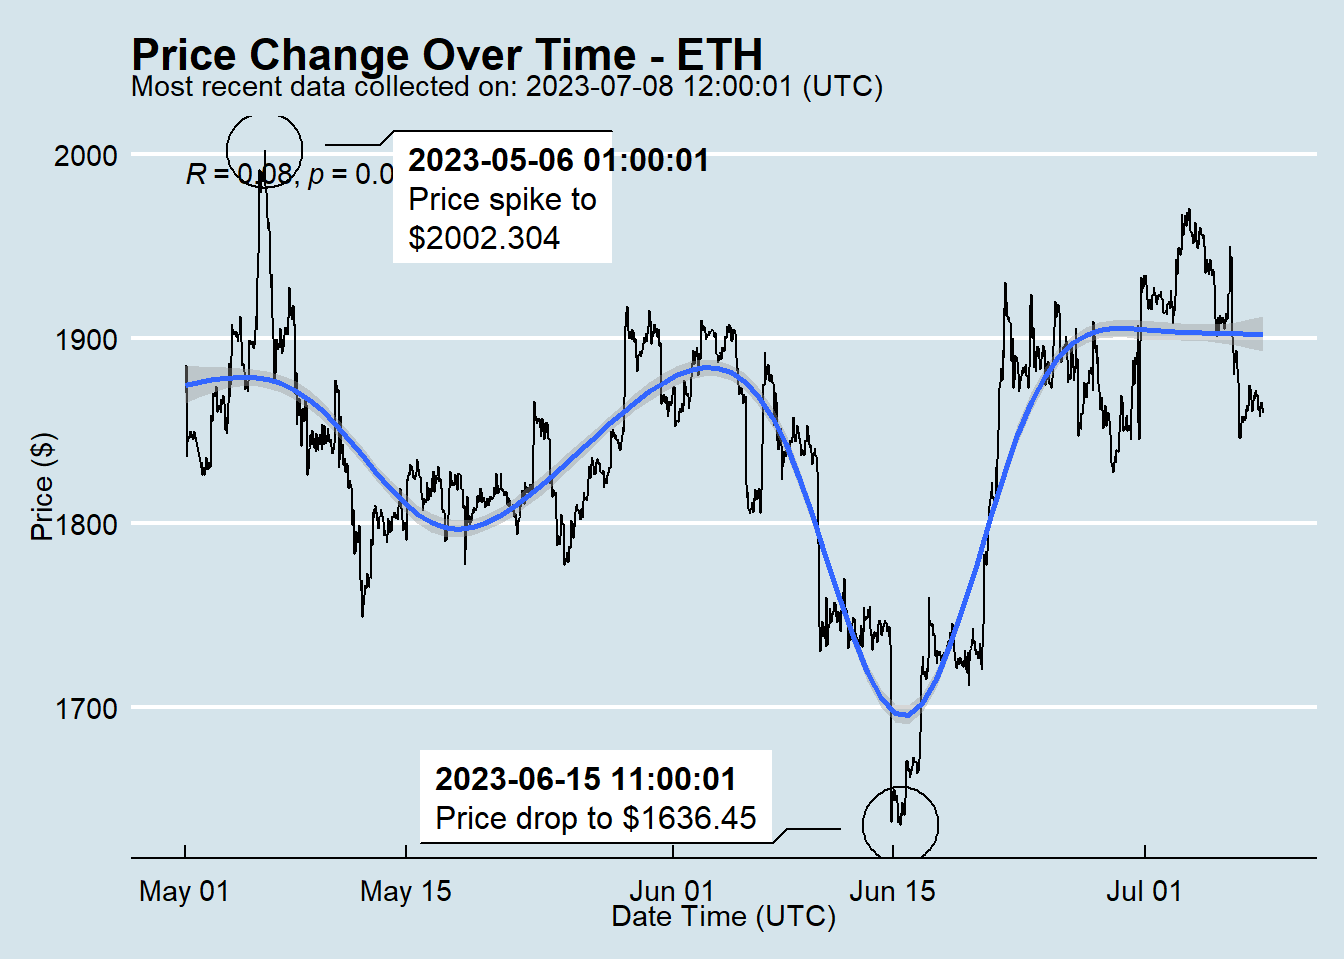 Price Change Over Time - ETH
Most recent data collected on: 2023-07-08 12:00:01 (UTC)
2000
R = 0.08, p = 0.0
2023-05-06 01:00:01
Price spike to
$2002.304
1900
Price ($)
1800
1700
2023-06-15 11:00:01
Price drop to $1636.45
May 01 May 15 Jun 01 Jun 15 Jul 01
Date Time (UTC)